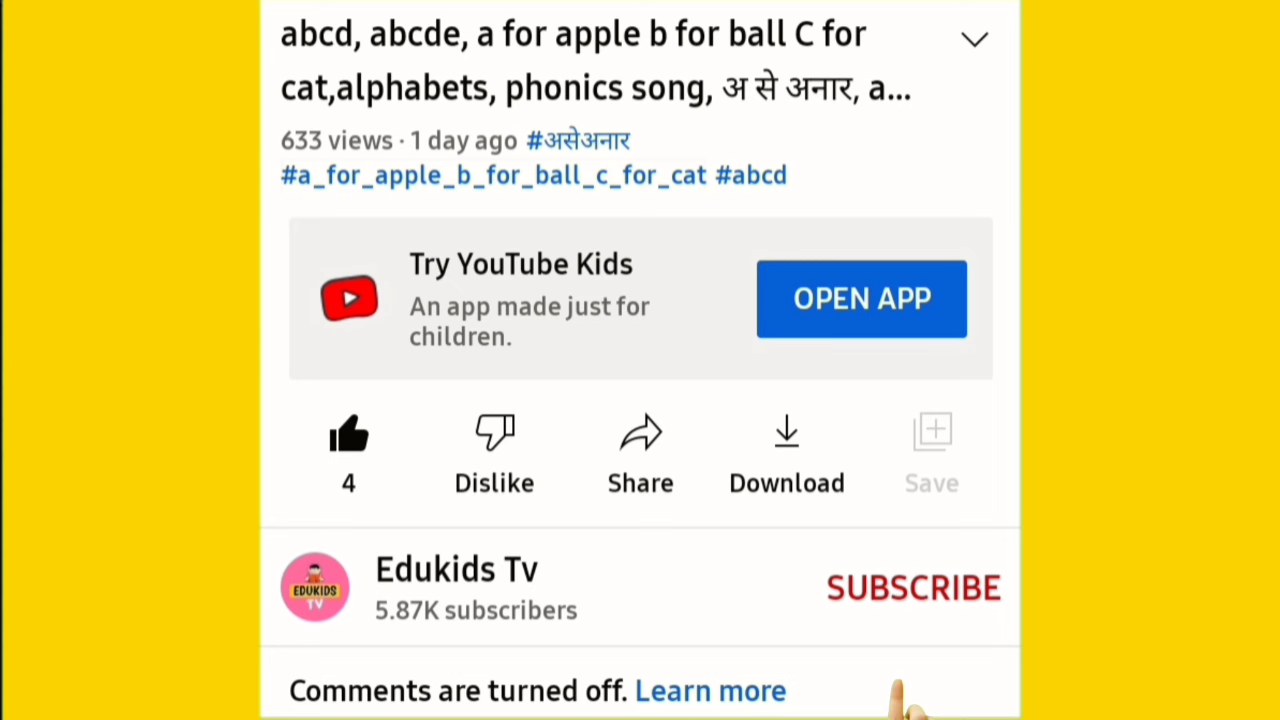 abcd, abcde, a for apple b for ball C for
cat,alphabets, phonics song, अ से अनार, a...
633 views · 1 day ago #असेअनार
#a_for_apple_b_for_ball_c_for_cat #abcd
Try YouTube Kids
An app made just for
children.
OPEN APP
4
Dislike
Share
Download
Save
EDUKIDS
TV
Edukids Tv
5.87K subscribers
SUBSCRIBE
Comments are turned off. Learn more